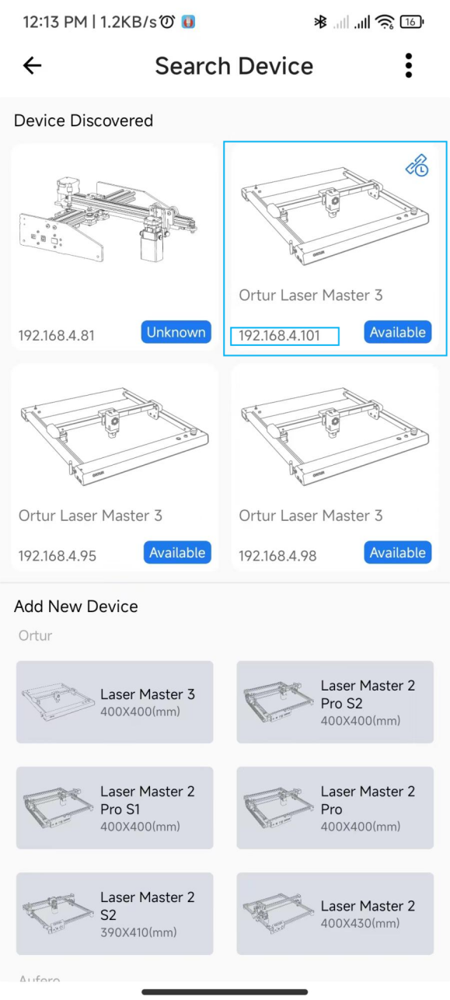 12:13 PM | 1.2KB/s
16
Search Device
Device Discovered
192.168.4.81
Unknown
ORTUR
Ortur Laser Master 3
192.168.4.101
Available
ORTUR
Ortur Laser Master 3
192.168.4.95
Available
ORTUR
Ortur Laser Master 3
192.168.4.98
Available
Add New Device
Ortur
Laser Master 3
400X400(mm)
Laser Master 2
Pro S2
400X400(mm)
Laser Master 2
Pro S1
400X400(mm)
Laser Master 2
Pro
400X400(mm)
Laser Master 2
S2
390X410(mm)
Laser Master 2
400X430(mm)
Aufero